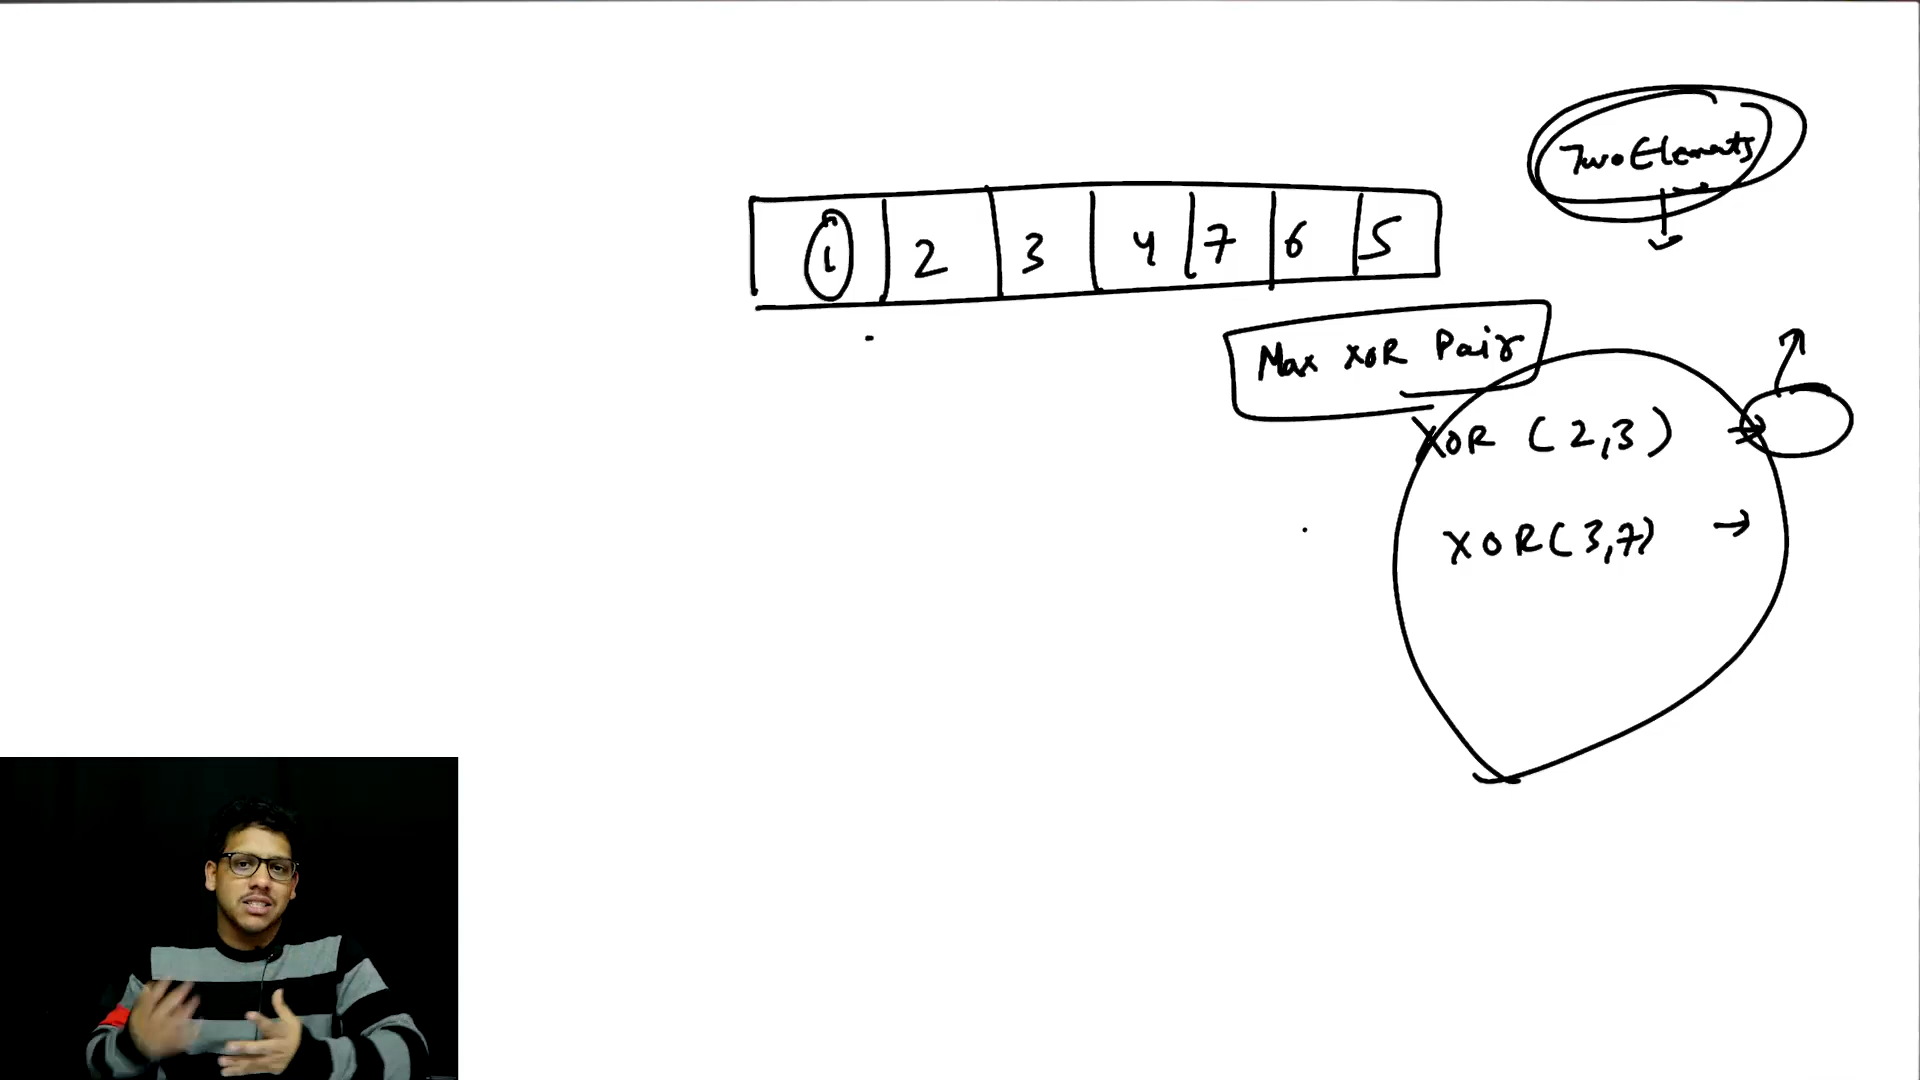 Two Elements
1 2 3 4 7 6 5
Max XOR Pair
XOR (2,3) →
XOR(3,7) →